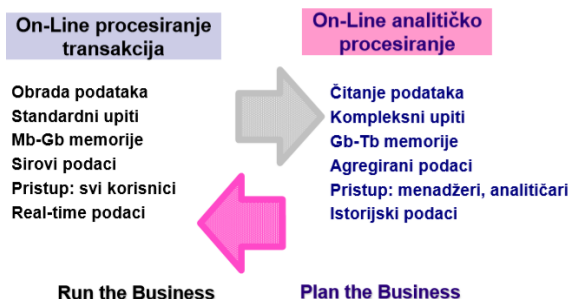 On-Line procesiranje
transakcija
Obrada podataka
Standardni upiti
Mb-Gb memorije
Sirovi podaci
Pristup: svi korisnici
Real-time podaci
Run the Business
On-Line analitičko
procesiranje
Čitanje podataka
Kompleksni upiti
Gb-Tb memorije
Agregirani podaci
Pristup: menadžeri, analitičari
Istorijski podaci
Plan the Business